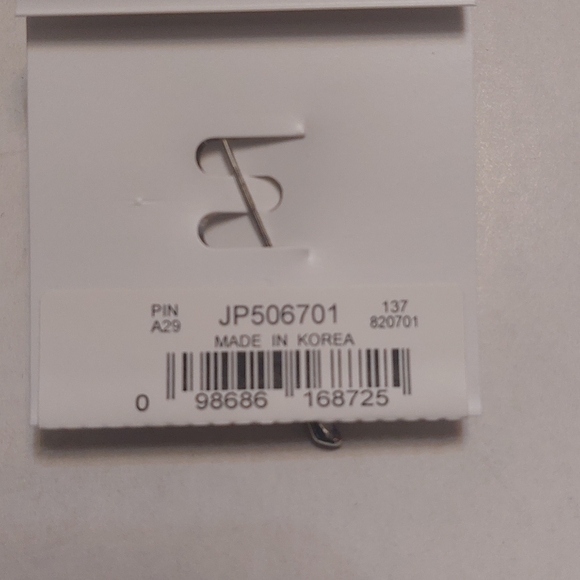 PIN JP506701 137
A29 820701
MADE IN KOREA
0 98686 168725